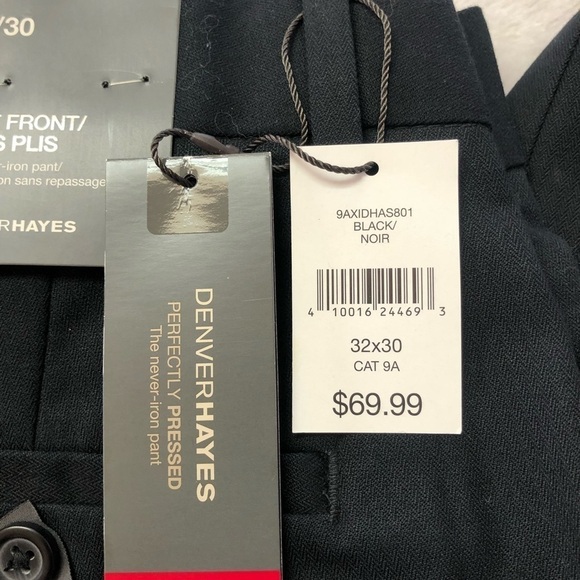 /30
FRONT/
S PLIS
r-iron pant/
on sans repassage
ERHAYES
DENVERHAYES
PERFECTLY PRESSED
The never-iron pant
9AXIDHAS801
BLACK/
NOIR
4 10016 24469 3
32x30
CAT 9A
$69.99